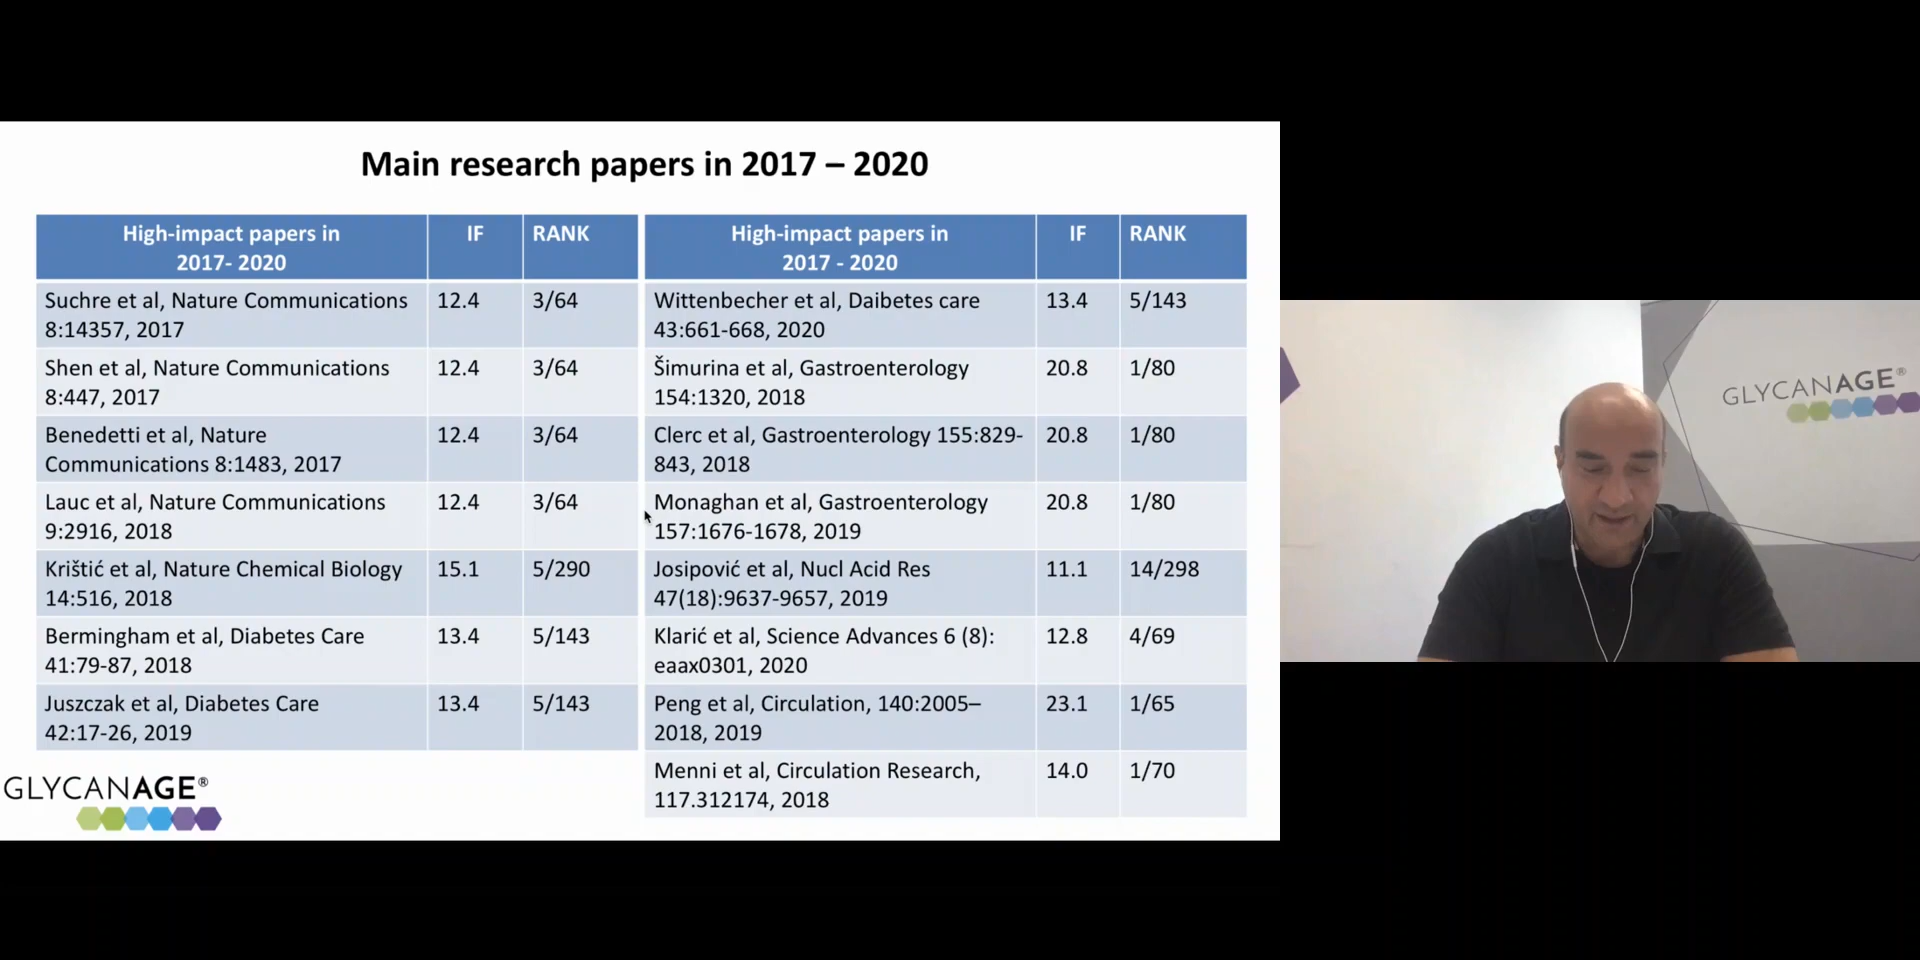 Main research papers in 2017 – 2020
High-impact papers in
2017- 2020
IF
RANK
Suchre et al, Nature Communications
8:14357, 2017
12.4
3/64
Shen et al, Nature Communications
8:447, 2017
12.4
3/64
Benedetti et al, Nature
Communications 8:1483, 2017
12.4
3/64
Lauc et al, Nature Communications
9:2916, 2018
12.4
3/64
Krištić et al, Nature Chemical Biology
14:516, 2018
15.1
5/290
Bermingham et al, Diabetes Care
41:79-87, 2018
13.4
5/143
Juszczak et al, Diabetes Care
42:17-26, 2019
13.4
5/143
High-impact papers in
2017 - 2020
IF
RANK
Wittenbecher et al, Daibetes care
43:661-668, 2020
13.4
5/143
Šimurina et al, Gastroenterology
154:1320, 2018
20.8
1/80
Clerc et al, Gastroenterology 155:829-
843, 2018
20.8
1/80
Monaghan et al, Gastroenterology
157:1676-1678, 2019
20.8
1/80
Josipović et al, Nucl Acid Res
47(18):9637-9657, 2019
11.1
14/298
Klarić et al, Science Advances 6 (8):
eaax0301, 2020
12.8
4/69
Peng et al, Circulation, 140:2005–
2018, 2019
23.1
1/65
Menni et al, Circulation Research,
117.312174, 2018
14.0
1/70
GLYCANAGE®
GLYCANAGE®